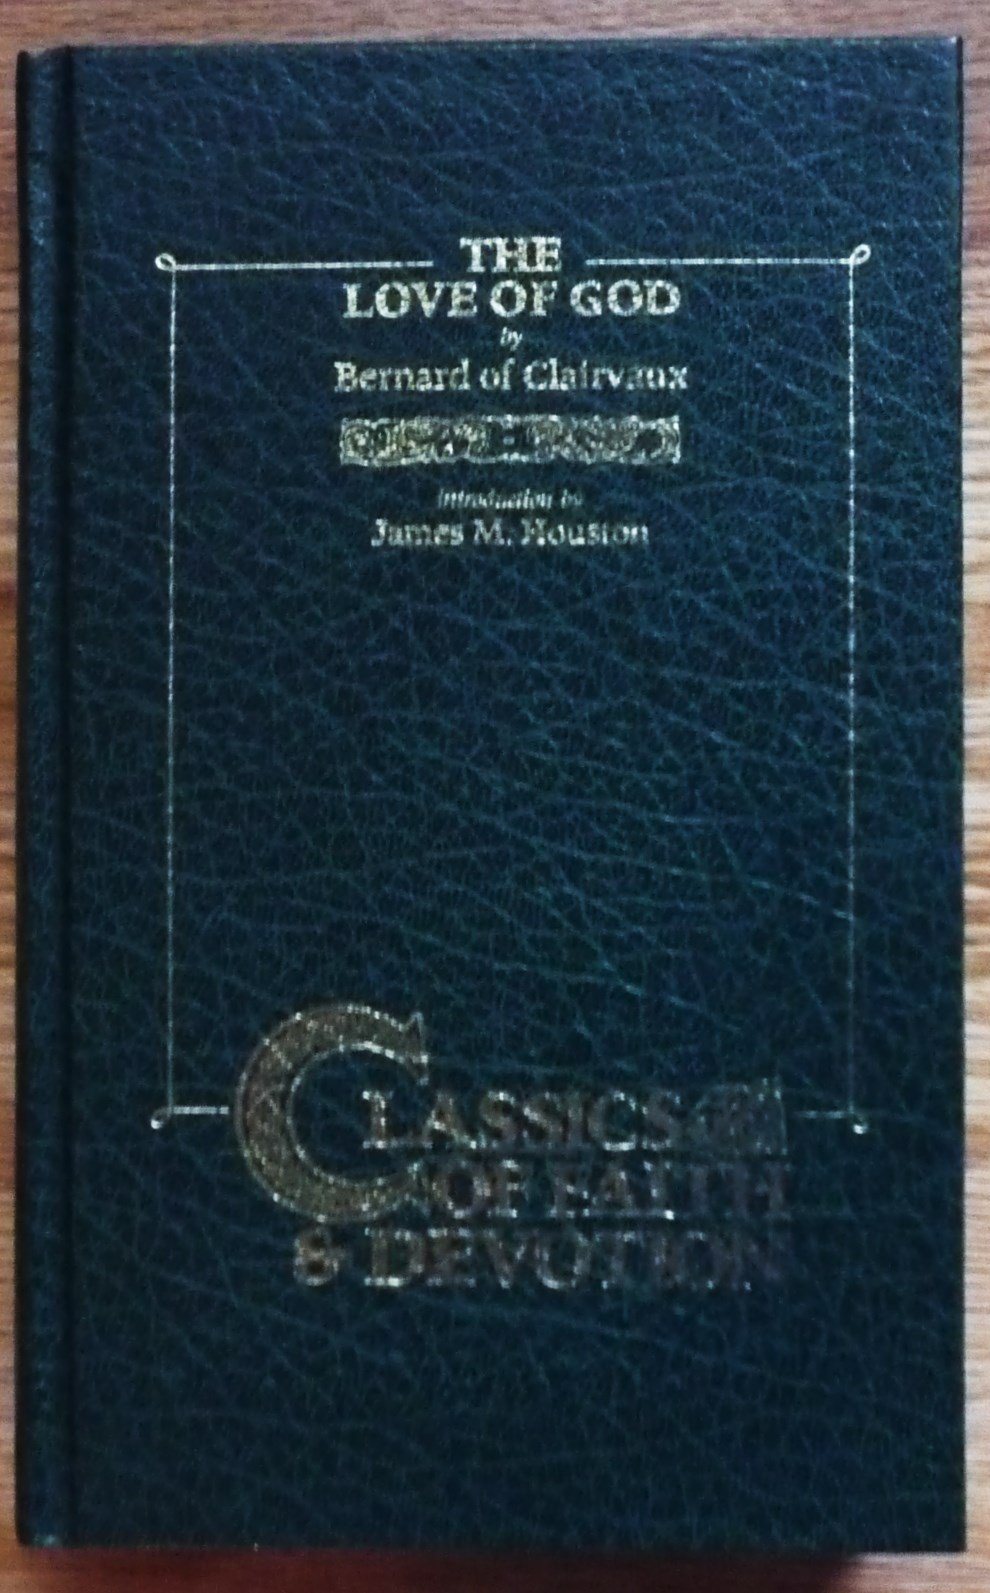 THE
LOVE OF GOD
by
Bernard of Clairvaux
introduction by
James M. Houston
CLASSICS
OF FAITH
& DEVOTION